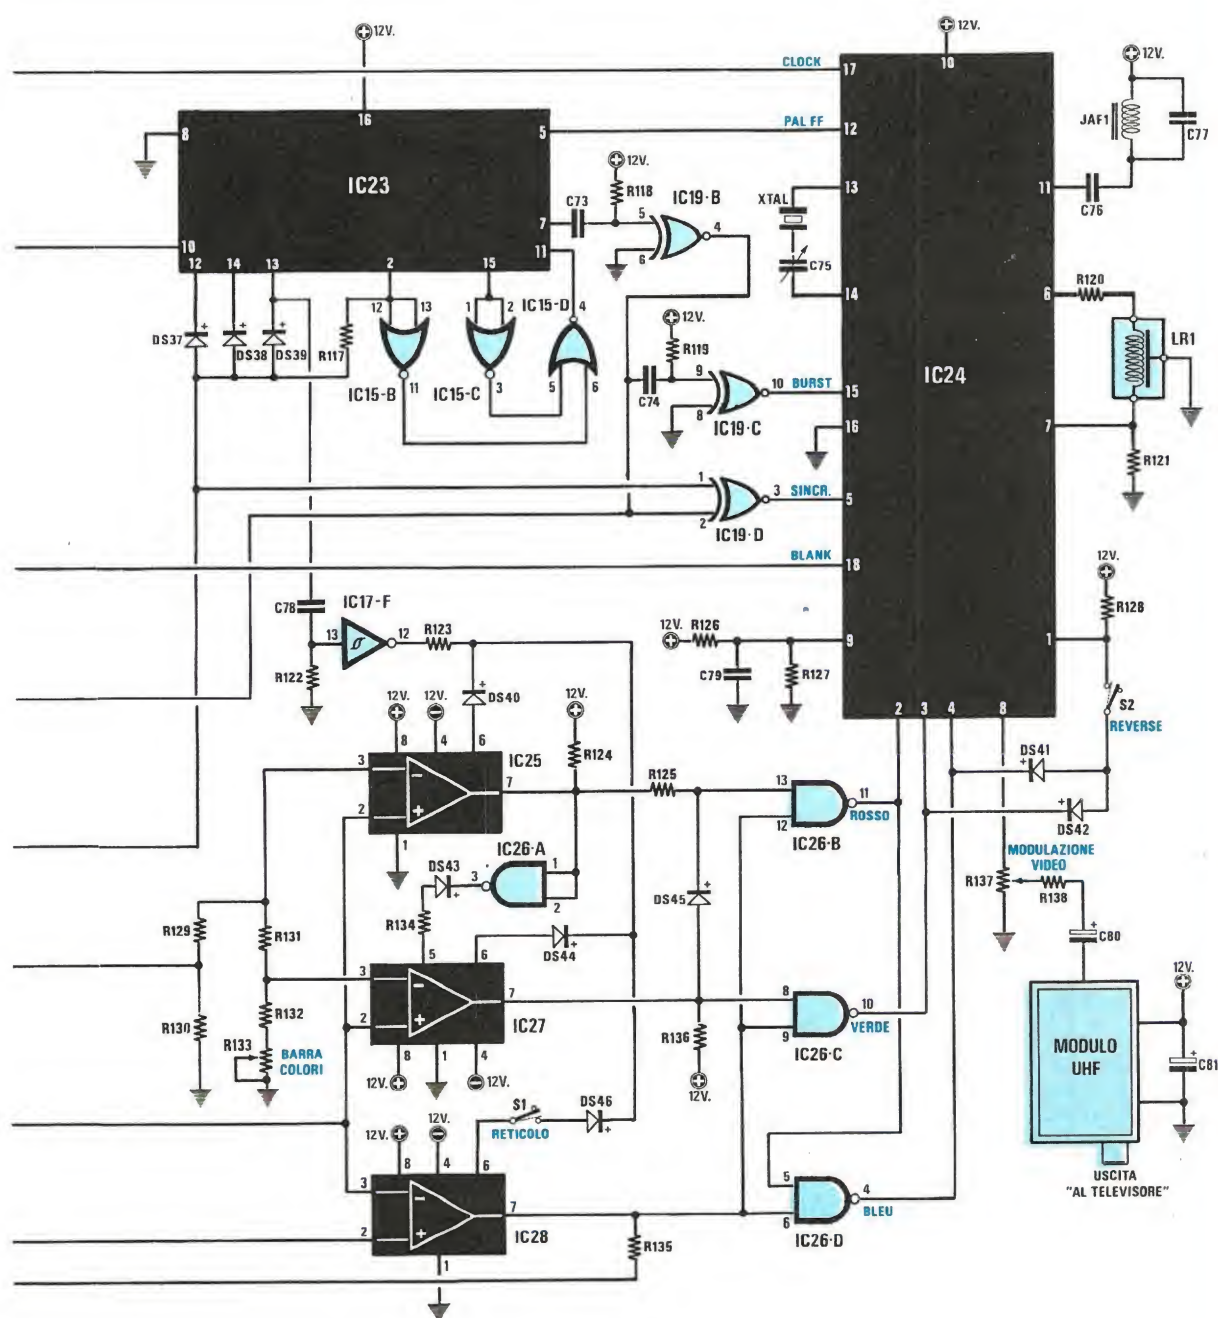 12V.
12V.
12V.
CLOCK
17
10
16
8
5
PAL FF
12
JAF1
C77
IC23
12V.
R118
IC19-B
C73
7
5
4
6
XTAL
13
11
C76
10
11
12
14
13
2
15
IC15-D
4
C75
14
6
R120
12
13
1
2
12V.
DS37
DS38
DS39
R117
R119
LR1
IC24
IC15-B
11
IC15-C
3
5
6
C74
9
8
10
BURST
15
IC19-C
16
7
R121
1
2
3
SINCR.
5
IC19-D
BLANK
18
12V.
C78
IC17-F
13
12
R123
R122
12V.
R126
9
1
R128
C79
R127
DS40
12V.
12V.
12V.
8
4
6
IC25
R124
2
3
4
8
S2
REVERSE
3
7
R125
13
DS41
2
12
11
ROSSO
DS42
1
IC26-A
IC26-B
MODULAZIONE
VIDEO
DS43
3
1
2
R137
R138
R134
DS45
R129
R131
6
DS44
C80
5
3
7
8
12V.
R132
2
IC27
9
10
VERDE
R130
R133
BARRA
COLORI
8
1
4
R136
IC26-C
MODULO
UHF
C81
12V.
12V.
12V.
S1
DS46
12V.
12V.
RETICOLO
8
4
6
5
USCITA
"AL TELEVISORE"
3
7
4
BLEU
6
2
IC28
IC26-D
R135
1